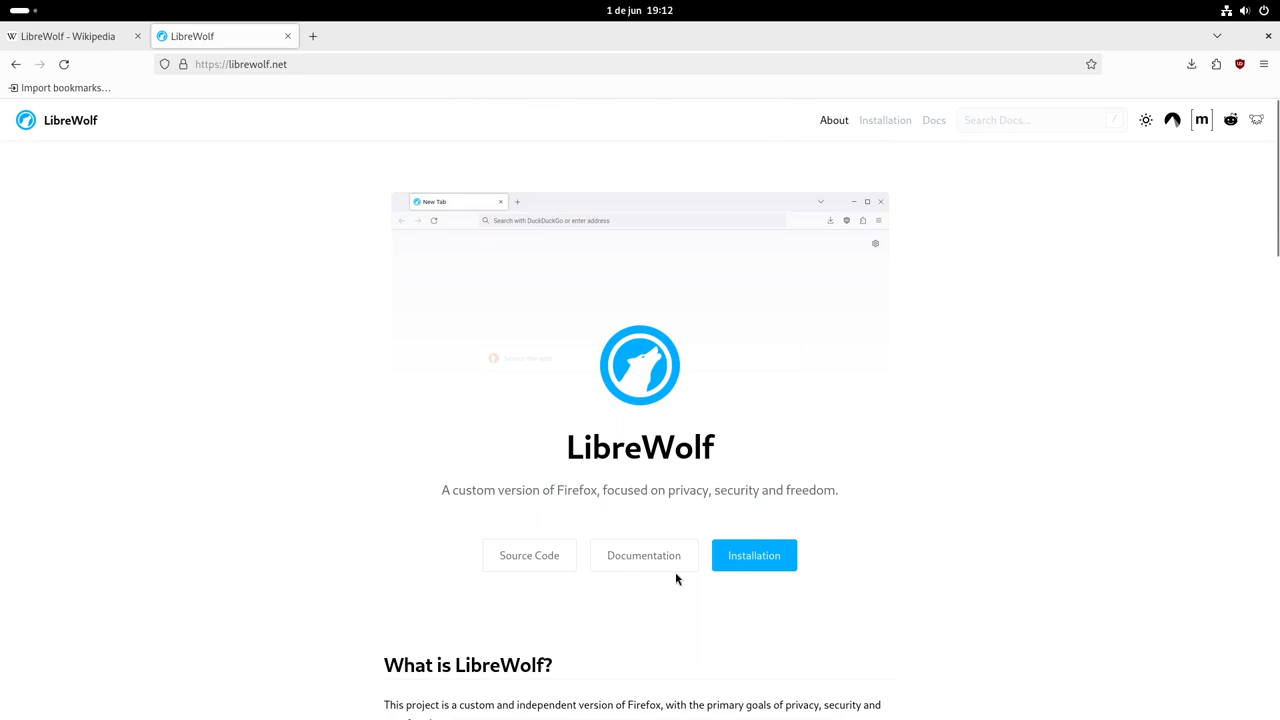 1 de jun 19:12
W LibreWolf - Wikipedia
LibreWolf
https://librewolf.net
Import bookmarks...
LibreWolf
About
Installation
Docs
Search Docs...
/
[m]
New Tab
Search with DuckDuckGo or enter address
Search the web
LibreWolf
A custom version of Firefox, focused on privacy, security and freedom.
Source Code
Documentation
Installation
What is LibreWolf?
This project is a custom and independent version of Firefox, with the primary goals of privacy, security and